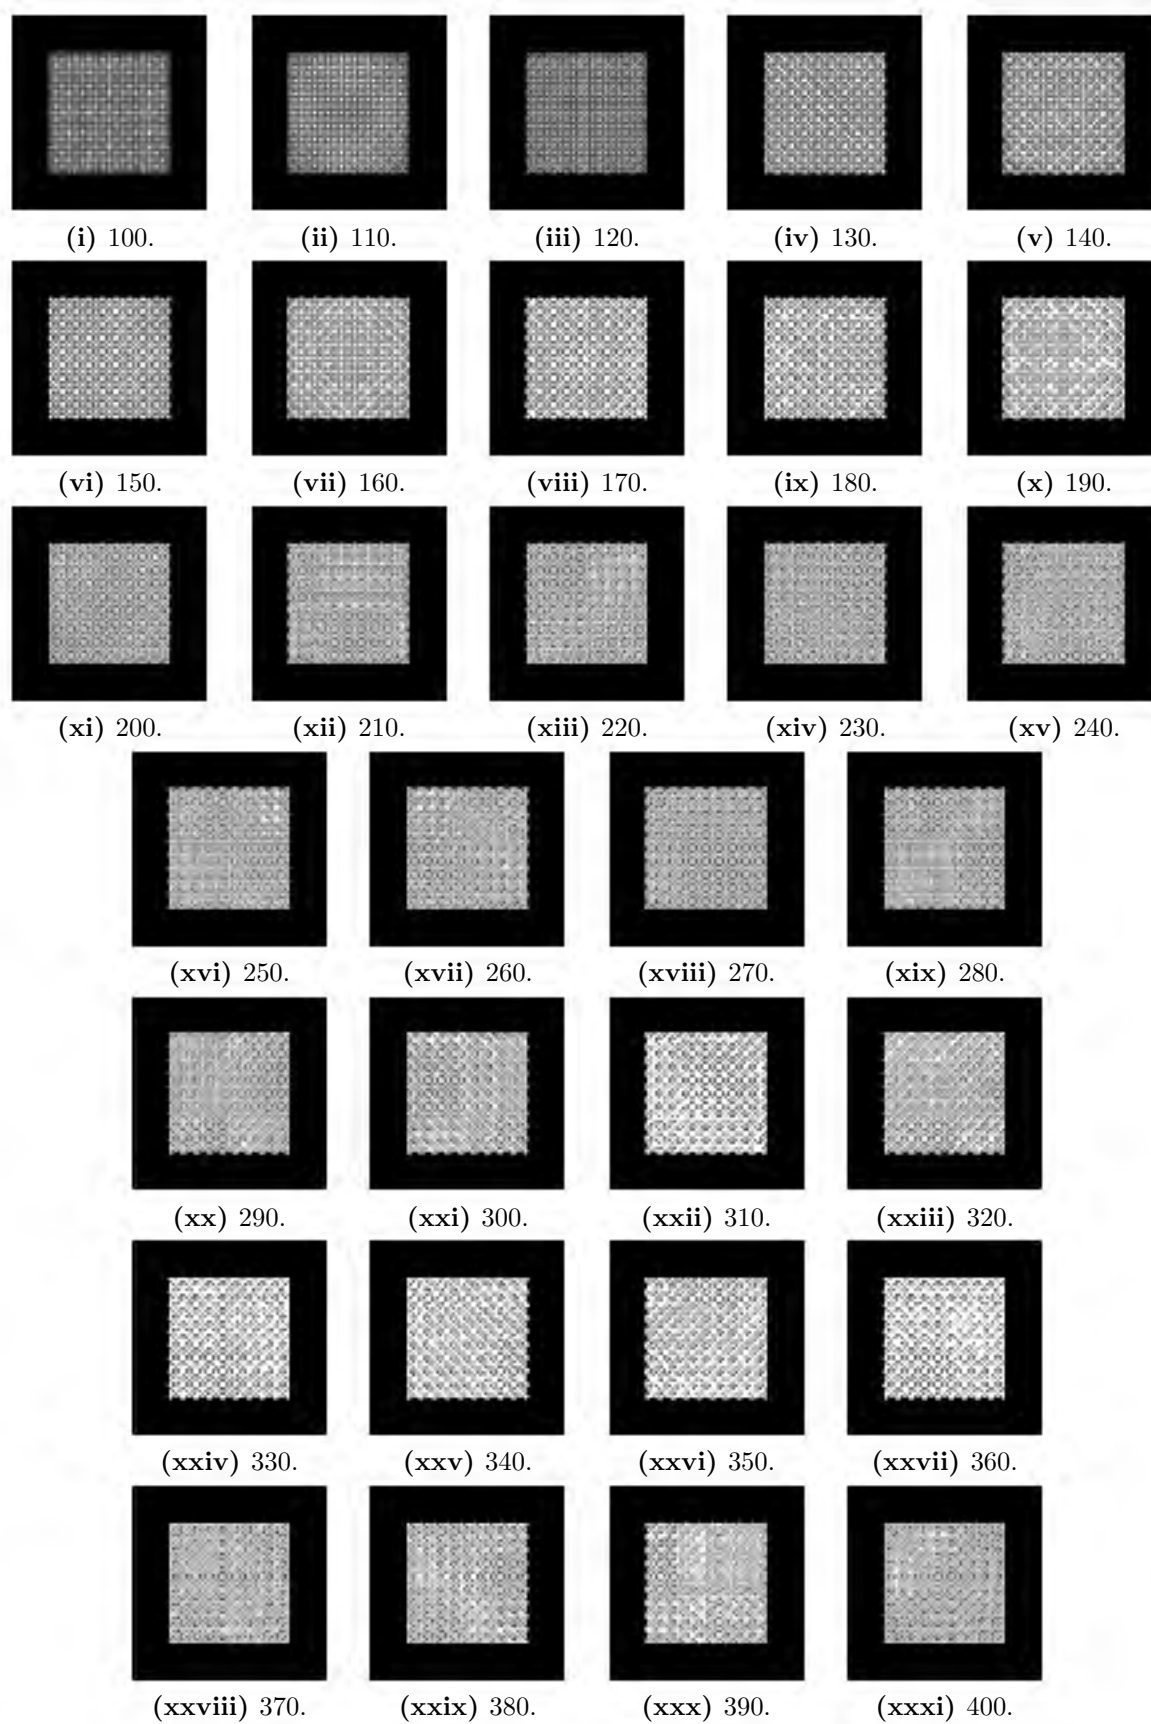 (i) 100. (ii) 110. (iii) 120. (iv) 130. (v) 140.
(vi) 150. (vii) 160. (viii) 170. (ix) 180. (x) 190.
(xi) 200. (xii) 210. (xiii) 220. (xiv) 230. (xv) 240.
(xvi) 250. (xvii) 260. (xviii) 270. (xix) 280.
(xx) 290. (xxi) 300. (xxii) 310. (xxiii) 320.
(xxiv) 330. (xxv) 340. (xxvi) 350. (xxvii) 360.
(xxviii) 370. (xxix) 380. (xxx) 390. (xxxi) 400.